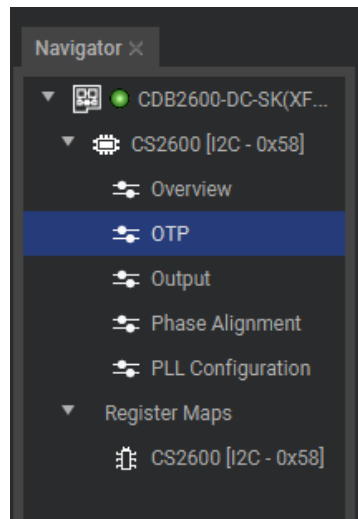 Navigator
CDB2600-DC-SK(XF...
CS2600 [I2C - 0x58]
Overview
OTP
Output
Phase Alignment
PLL Configuration
Register Maps
CS2600 [I2C - 0x58]